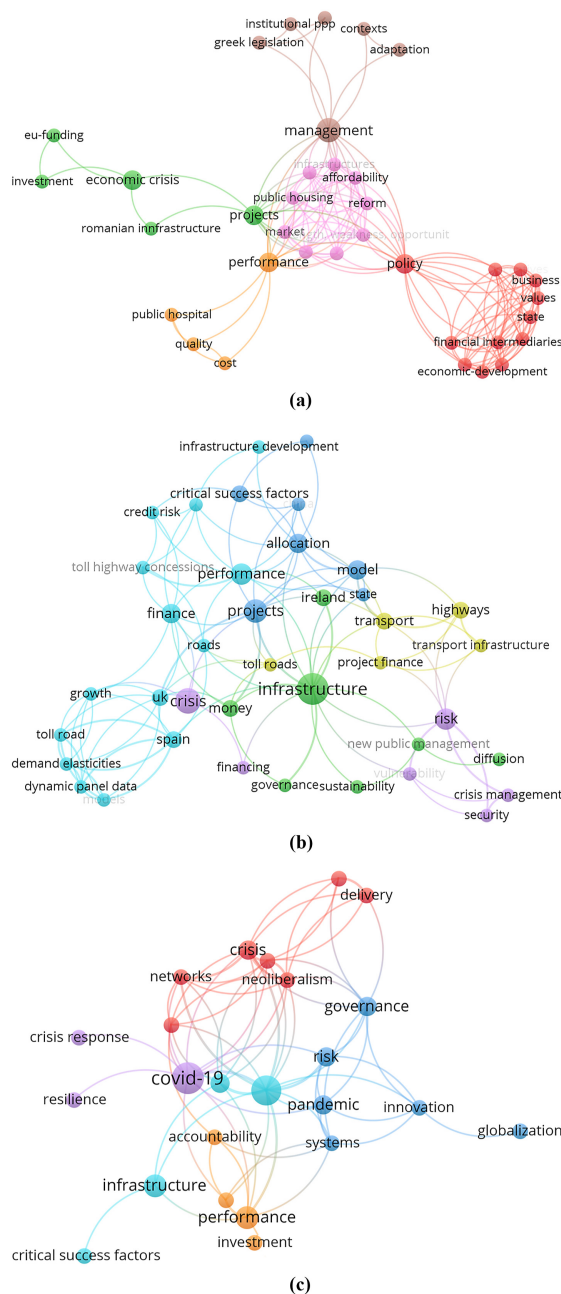 institutional ppp
contexts
greek legislation
adaptation
management
eu-funding
infrastructures
affordability
investment
economic crisis
public housing
reform
projects
romanian innfrastructure
market
weakness, opportunit
performance
policy
business
values
public hospital
state
quality
financial intermediaries
cost
economic-development
(a)
infrastructure development
critical success factors
credit risk
allocation
toll highway concessions
performance
model
ireland
state
projects
highways
finance
transport
roads
transport infrastructure
toll roads
project finance
infrastructure
growth
uk
crisis
money
risk
toll road
spain
new public management
demand elasticities
financing
diffusion
vulnerability
dynamic panel data
governance
sustainability
crisis management
models
security
(b)
delivery
crisis
networks
neoliberalism
governance
crisis response
risk
covid-19
resilience
pandemic
innovation
accountability
systems
globalization
infrastructure
performance
investment
critical success factors
(c)